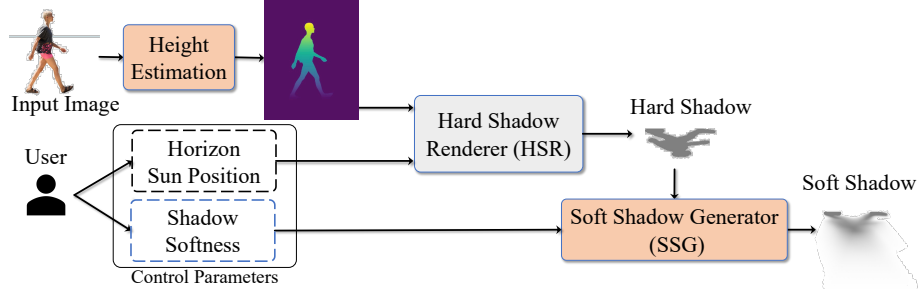 Height
Estimation
Input Image
Hard Shadow
Renderer (HSR)
Hard Shadow
User
Horizon
Sun Position
Shadow
Softness
Control Parameters
Soft Shadow Generator
(SSG)
Soft Shadow